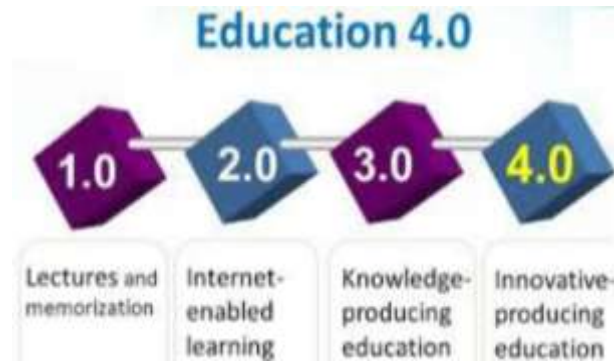 Education 4.0
1.0
2.0
3.0
4.0
Lectures and
memorization
Internet-
enabled
learning
Knowledge-
producing
education
Innovative-
producing
education